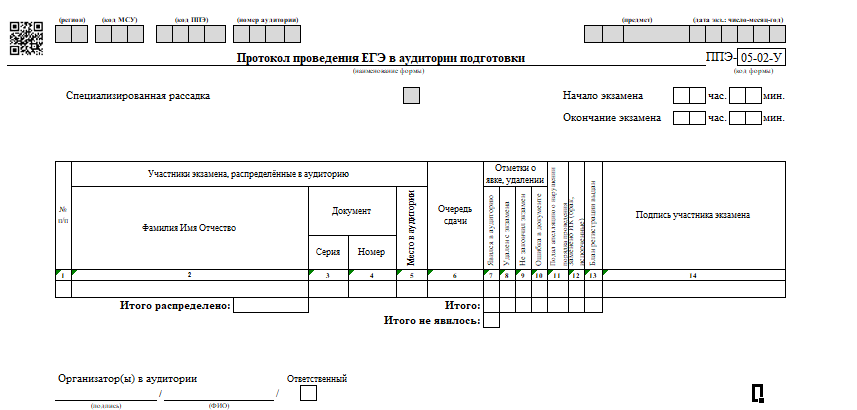 (регион) (код МСУ) (код ППЭ) (номер аудитории) (предмет) (дата экз.: число-месяц-год)
Протокол проведения ЕГЭ в аудитории подготовки ППЭ- 05-02-У
(наименование формы) (код формы)
Специализированная рассадка
Начало экзамена час. мин.
Окончание экзамена час. мин.
№ п/п
Участники экзамена, распределённые в аудиторию
Фамилия Имя Отчество
Документ
Серия
Номер
Место в аудитории
Очередь сдачи
Отметки о явке, удалении
Явился в аудиторию
Удален с экзамена
Не закончил экзамен
Ошибка в документе
Подал апелляцию о нарушении порядка проведения
Заменено ИК (брак,
Бланк регистрации выдан
Подпись участника экзамена
1 2 3 4 5 6 7 8 9 10 11 12 13 14
Итого распределено: Итого:
Итого не явилось:
Организатор(ы) в аудитории Ответственный
/ /
(подпись) (ФИО)